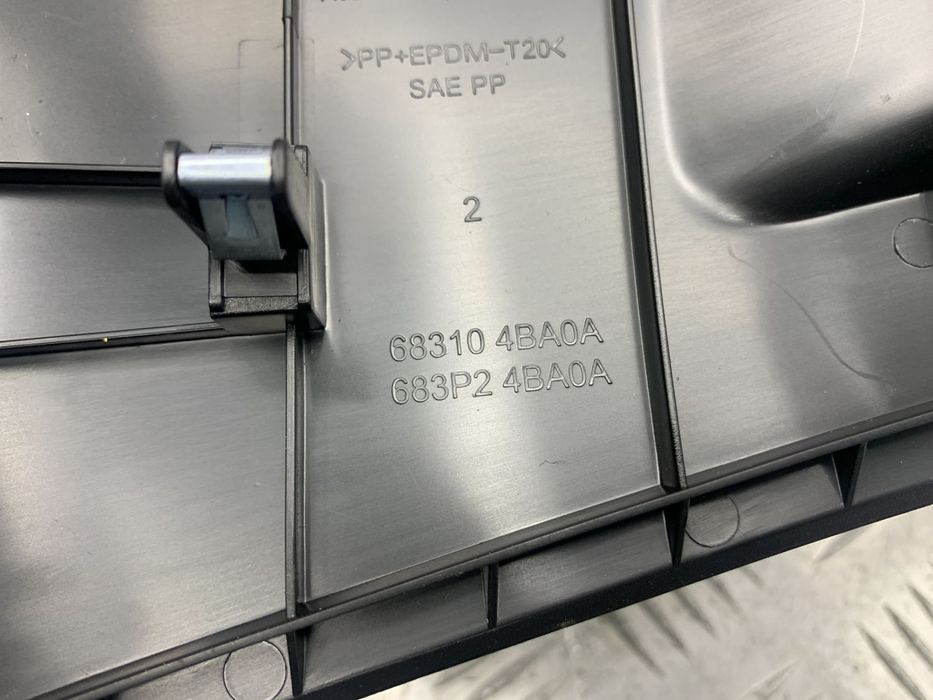 >PP+EPDM-T20<
SAE PP
2
68310 4BA0A
683P2 4BA0A